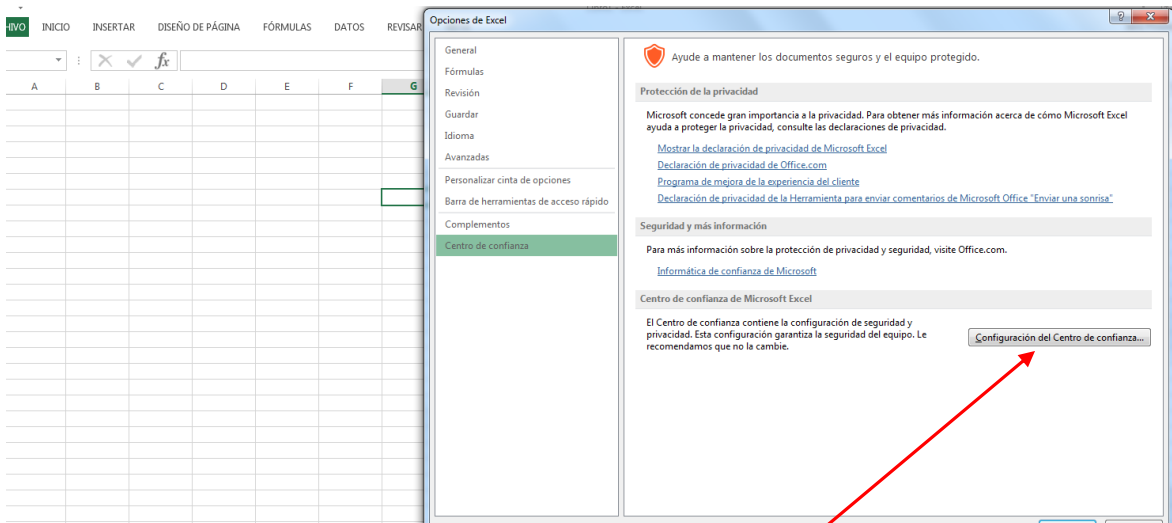 Opciones de Excel
HIVO INICIO INSERTAR DISEÑO DE PÁGINA FÓRMULAS DATOS REVISAR
fx
A B C D E F G
General
Fórmulas
Revisión
Guardar
Idioma
Avanzadas
Personalizar cinta de opciones
Barra de herramientas de acceso rápido
Complementos
Centro de confianza
Ayude a mantener los documentos seguros y el equipo protegido.
Protección de la privacidad
Microsoft concede gran importancia a la privacidad. Para obtener más información acerca de cómo Microsoft Excel
ayuda a proteger la privacidad, consulte las declaraciones de privacidad.
Mostrar la declaración de privacidad de Microsoft Excel
Declaración de privacidad de Office.com
Programa de mejora de la experiencia del cliente
Declaración de privacidad de la Herramienta para enviar comentarios de Microsoft Office "Enviar una sonrisa"
Seguridad y más información
Para más información sobre la protección de privacidad y seguridad, visite Office.com.
Informática de confianza de Microsoft
Centro de confianza de Microsoft Excel
El Centro de confianza contiene la configuración de seguridad y
privacidad. Esta configuración garantiza la seguridad del equipo. Le
recomendamos que no la cambie.
Configuración del Centro de confianza...